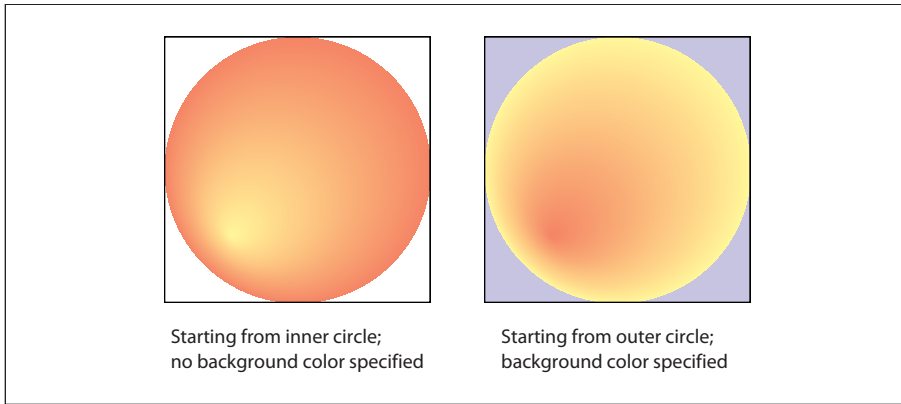 Starting from inner circle;
no background color specified
Starting from outer circle;
background color specified